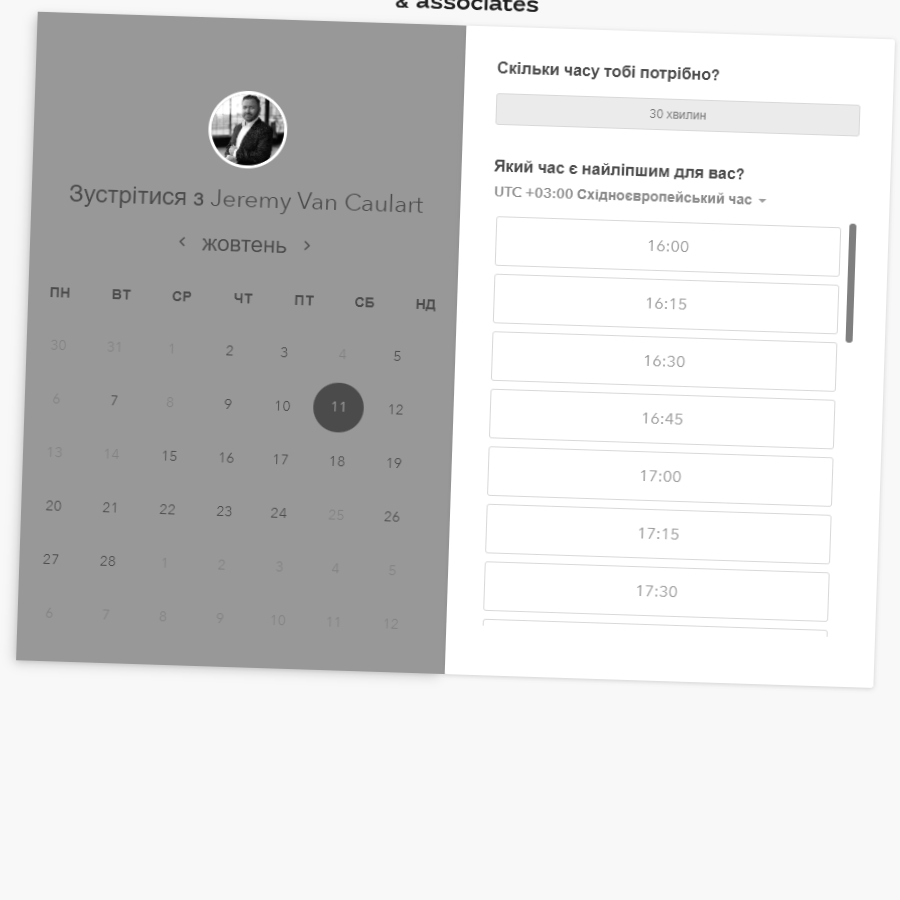 & associates
Зустрітися з Jeremy Van Caulart
жовтень
ПН ВТ СР ЧТ ПТ СБ НД
30 31 1 2 3 4 5
6 7 8 9 10 11 12
13 14 15 16 17 18 19
20 21 22 23 24 25 26
27 28 1 2 3 4 5
6 7 8 9 10 11 12
Скільки часу тобі потрібно?
30 хвилин
Який час є найліпшим для вас?
UTC +03:00 Східноєвропейський час
16:00
16:15
16:30
16:45
17:00
17:15
17:30